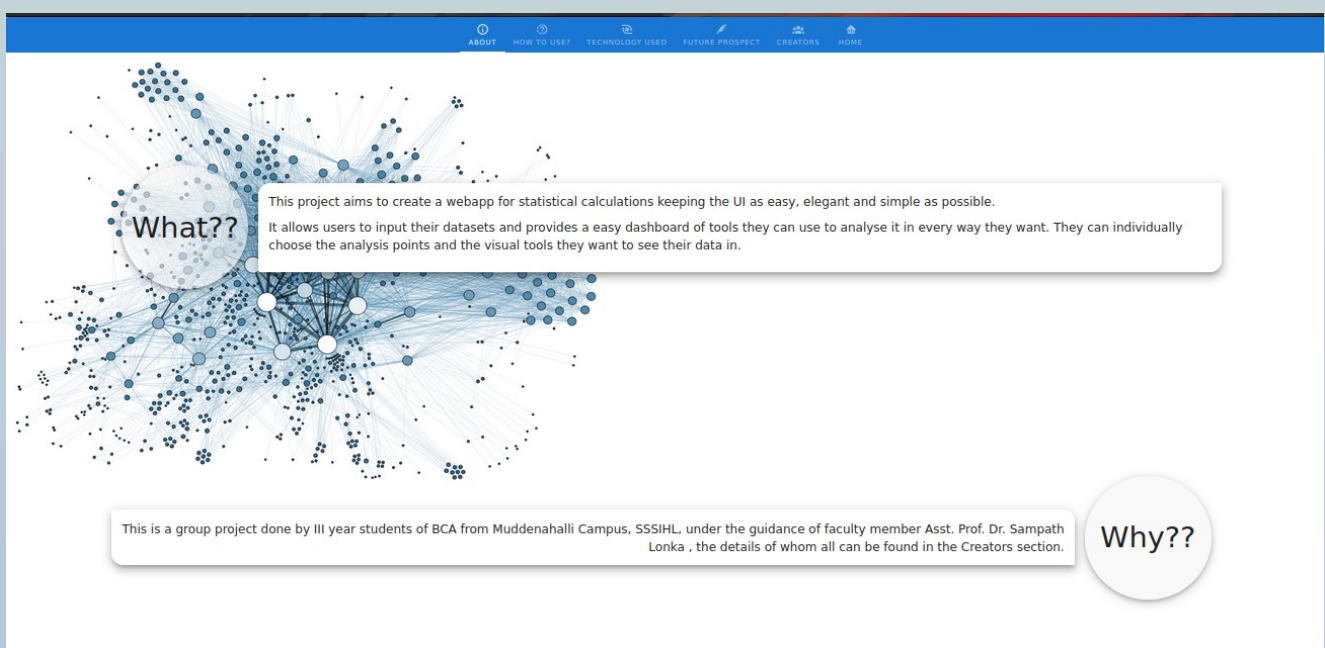 ABOUT HOW TO USE? TECHNOLOGY USED FUTURE PROSPECT CREATORS HOME
What??
This project aims to create a webapp for statistical calculations keeping the UI as easy, elegant and simple as possible.
It allows users to input their datasets and provides a easy dashboard of tools they can use to analyse it in every way they want. They can individually
choose the analysis points and the visual tools they want to see their data in.
This is a group project done by III year students of BCA from Muddenahalli Campus, SSSIHL, under the guidance of faculty member Asst. Prof. Dr. Sampath
Lonka , the details of whom all can be found in the Creators section.
Why??